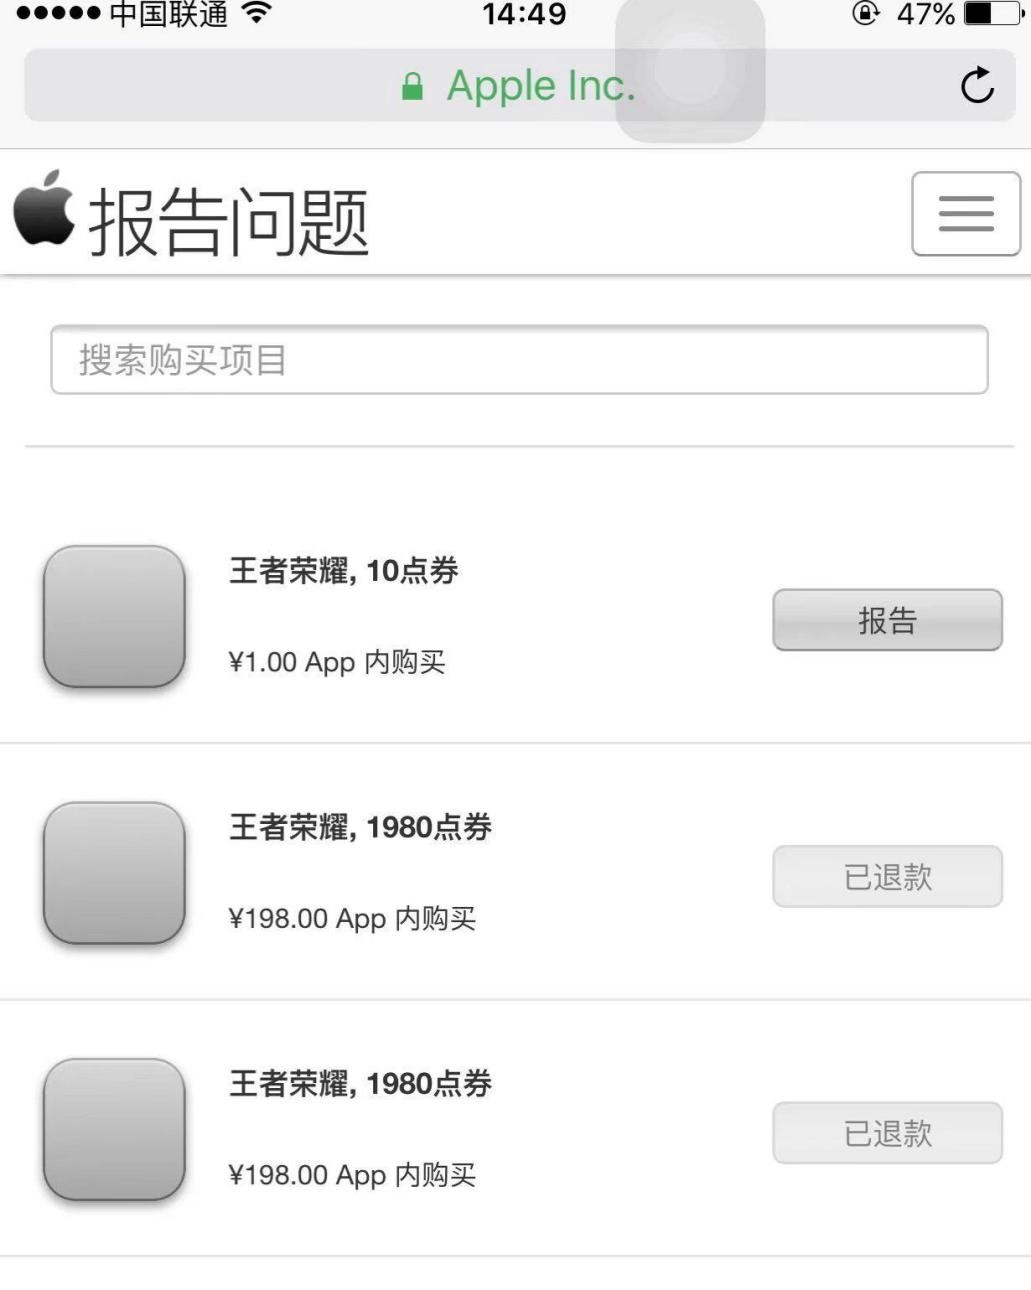 中国联通 14:49 47%
Apple Inc.
报告问题
搜索购买项目
王者荣耀, 10点券
报告
¥1.00 App 内购买
王者荣耀, 1980点券
已退款
¥198.00 App 内购买
王者荣耀, 1980点券
已退款
¥198.00 App 内购买